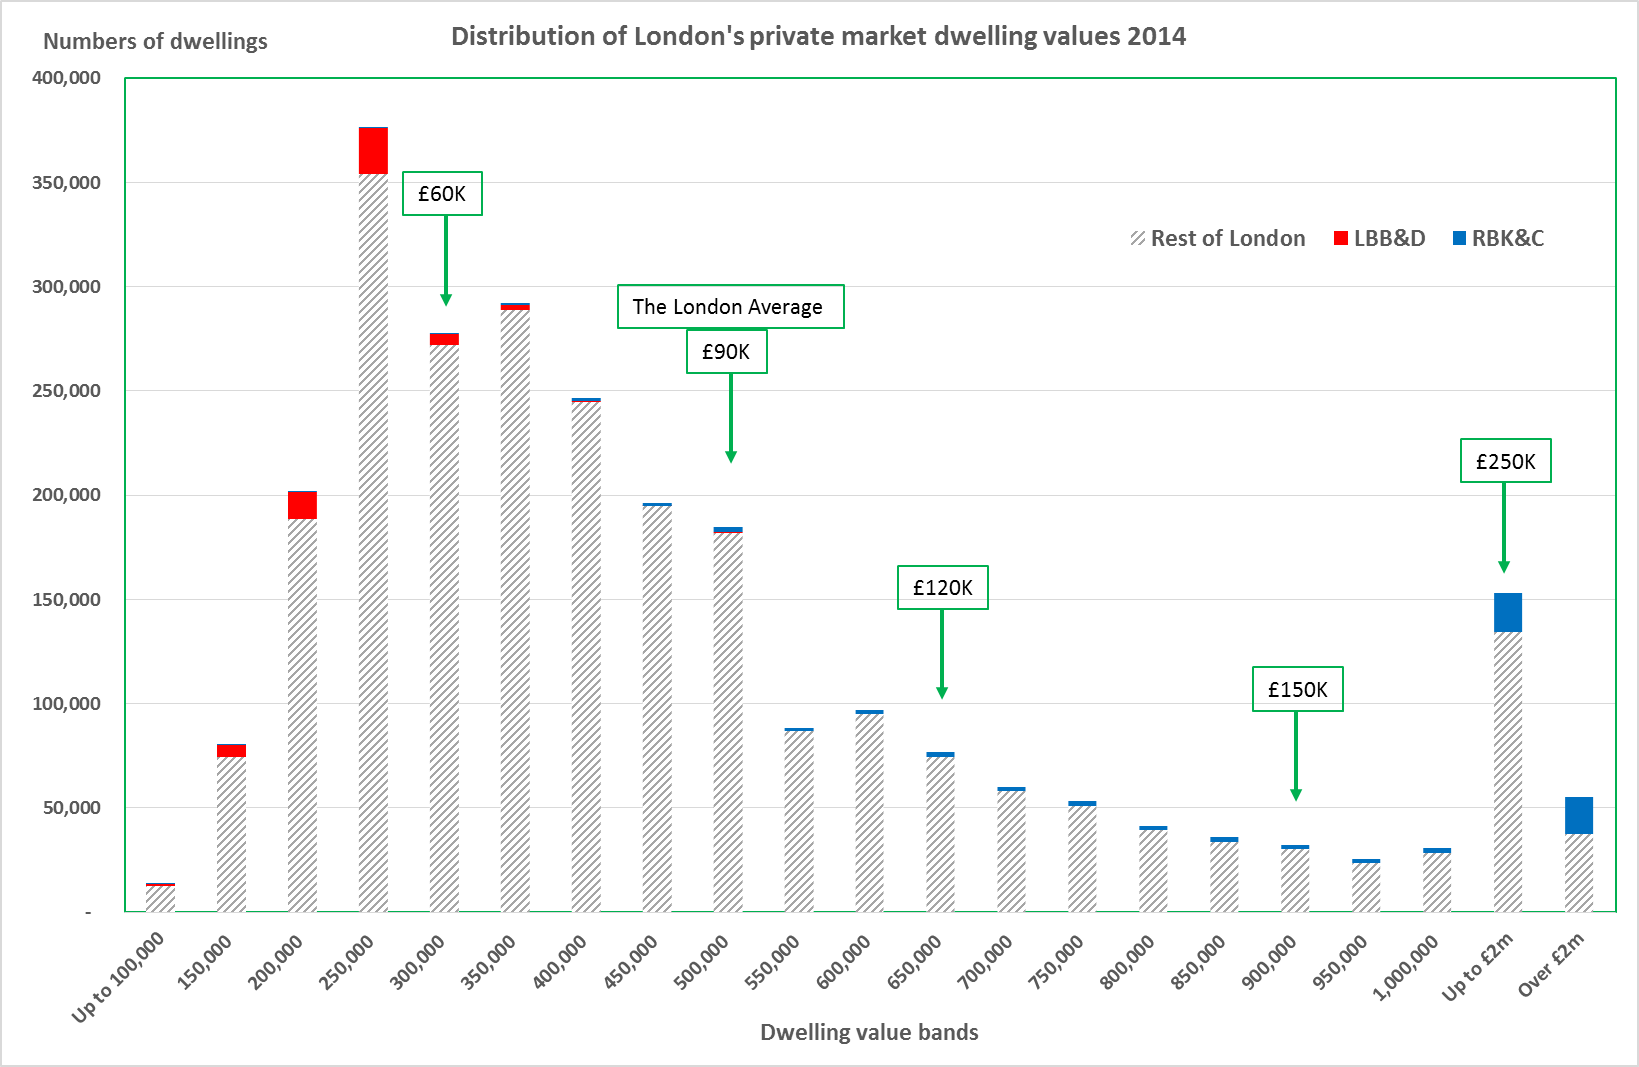 Distribution of London's private market dwelling values 2014
Numbers of dwellings
400,000
350,000
300,000
250,000
200,000
150,000
100,000
50,000
-
£60K
The London Average
£90K
£120K
£150K
£250K
Rest of London
LBB&D
RBK&C
Up to 100,000
150,000
200,000
250,000
300,000
350,000
400,000
450,000
500,000
550,000
600,000
650,000
700,000
750,000
800,000
850,000
900,000
950,000
1,000,000
Up to £2m
Over £2m
Dwelling value bands